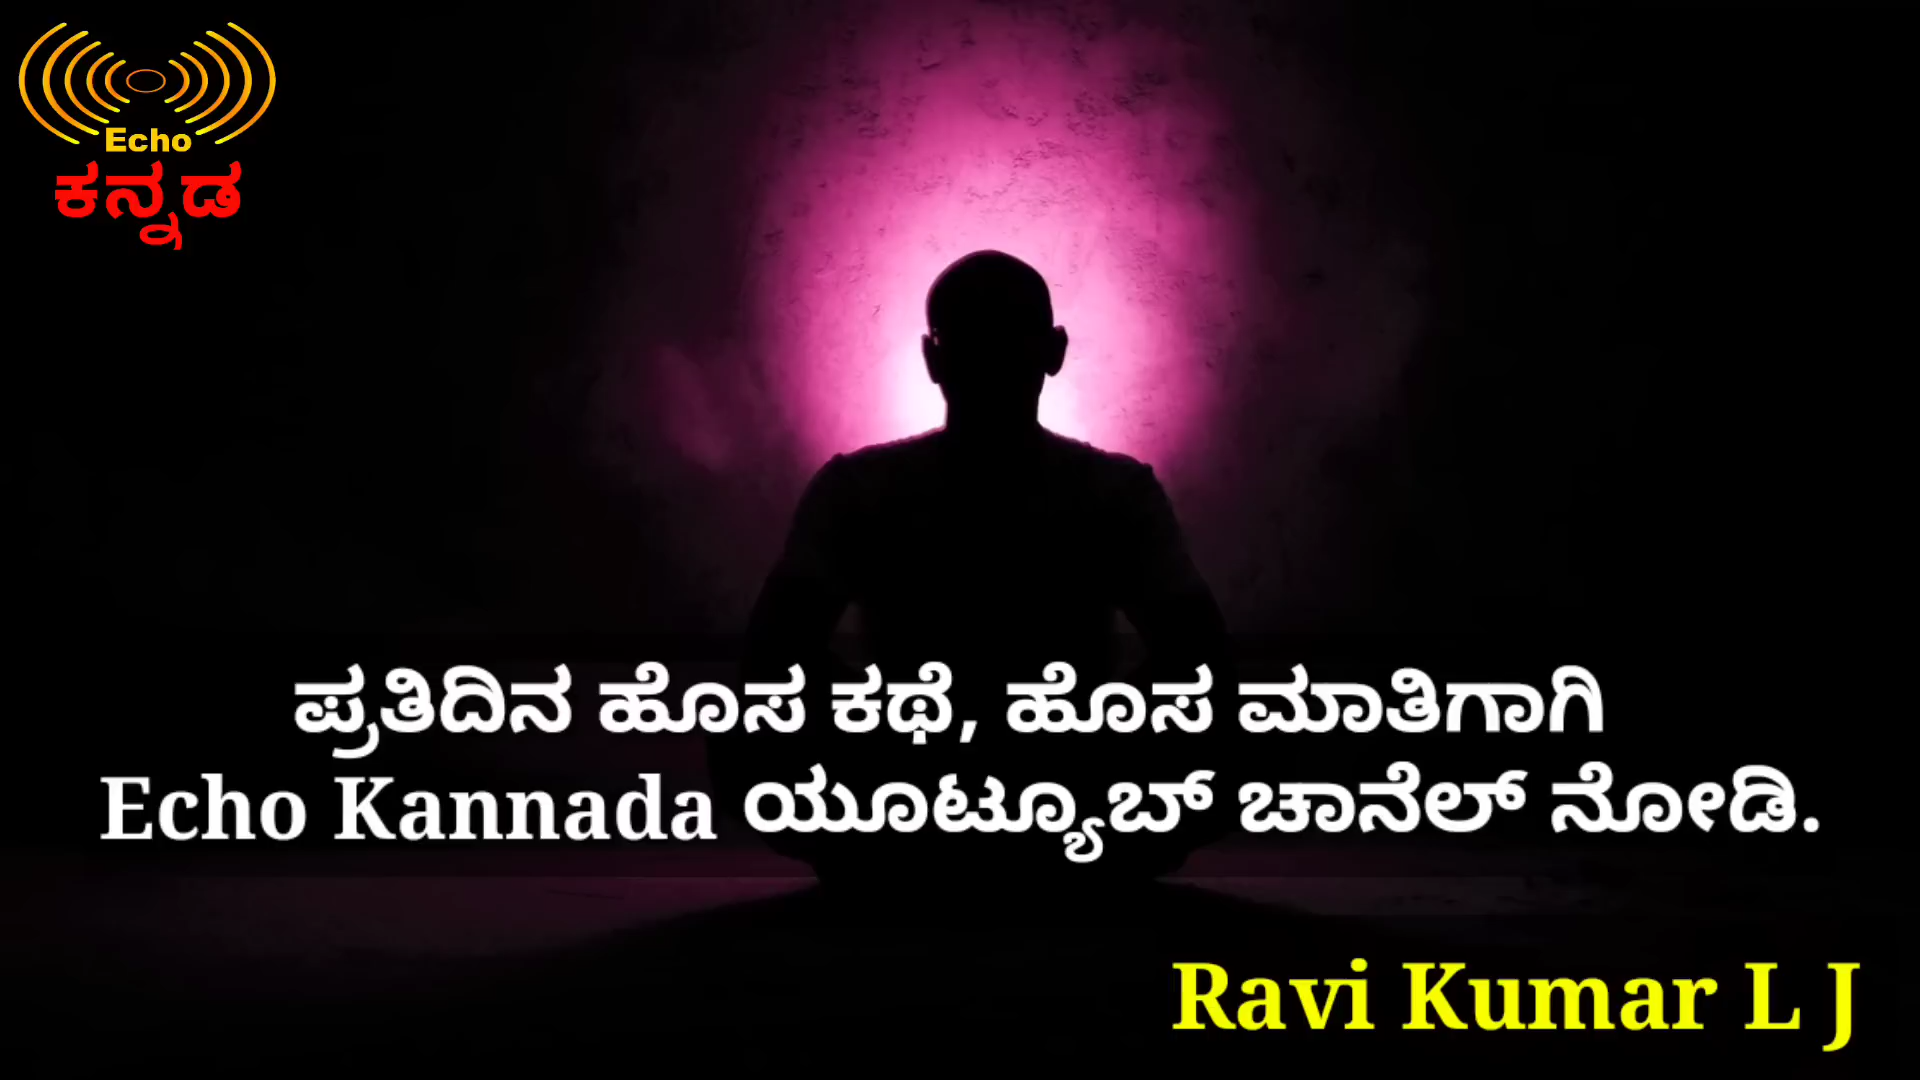 Echo
ಕನ್ನಡ
ಪ್ರತಿದಿನ ಹೊಸ ಕಥೆ, ಹೊಸ ಮಾತಿಗಾಗಿ
Echo Kannada ಯೂಟ್ಯೂಬ್ ಚಾನೆಲ್ ನೋಡಿ.
Ravi Kumar L J